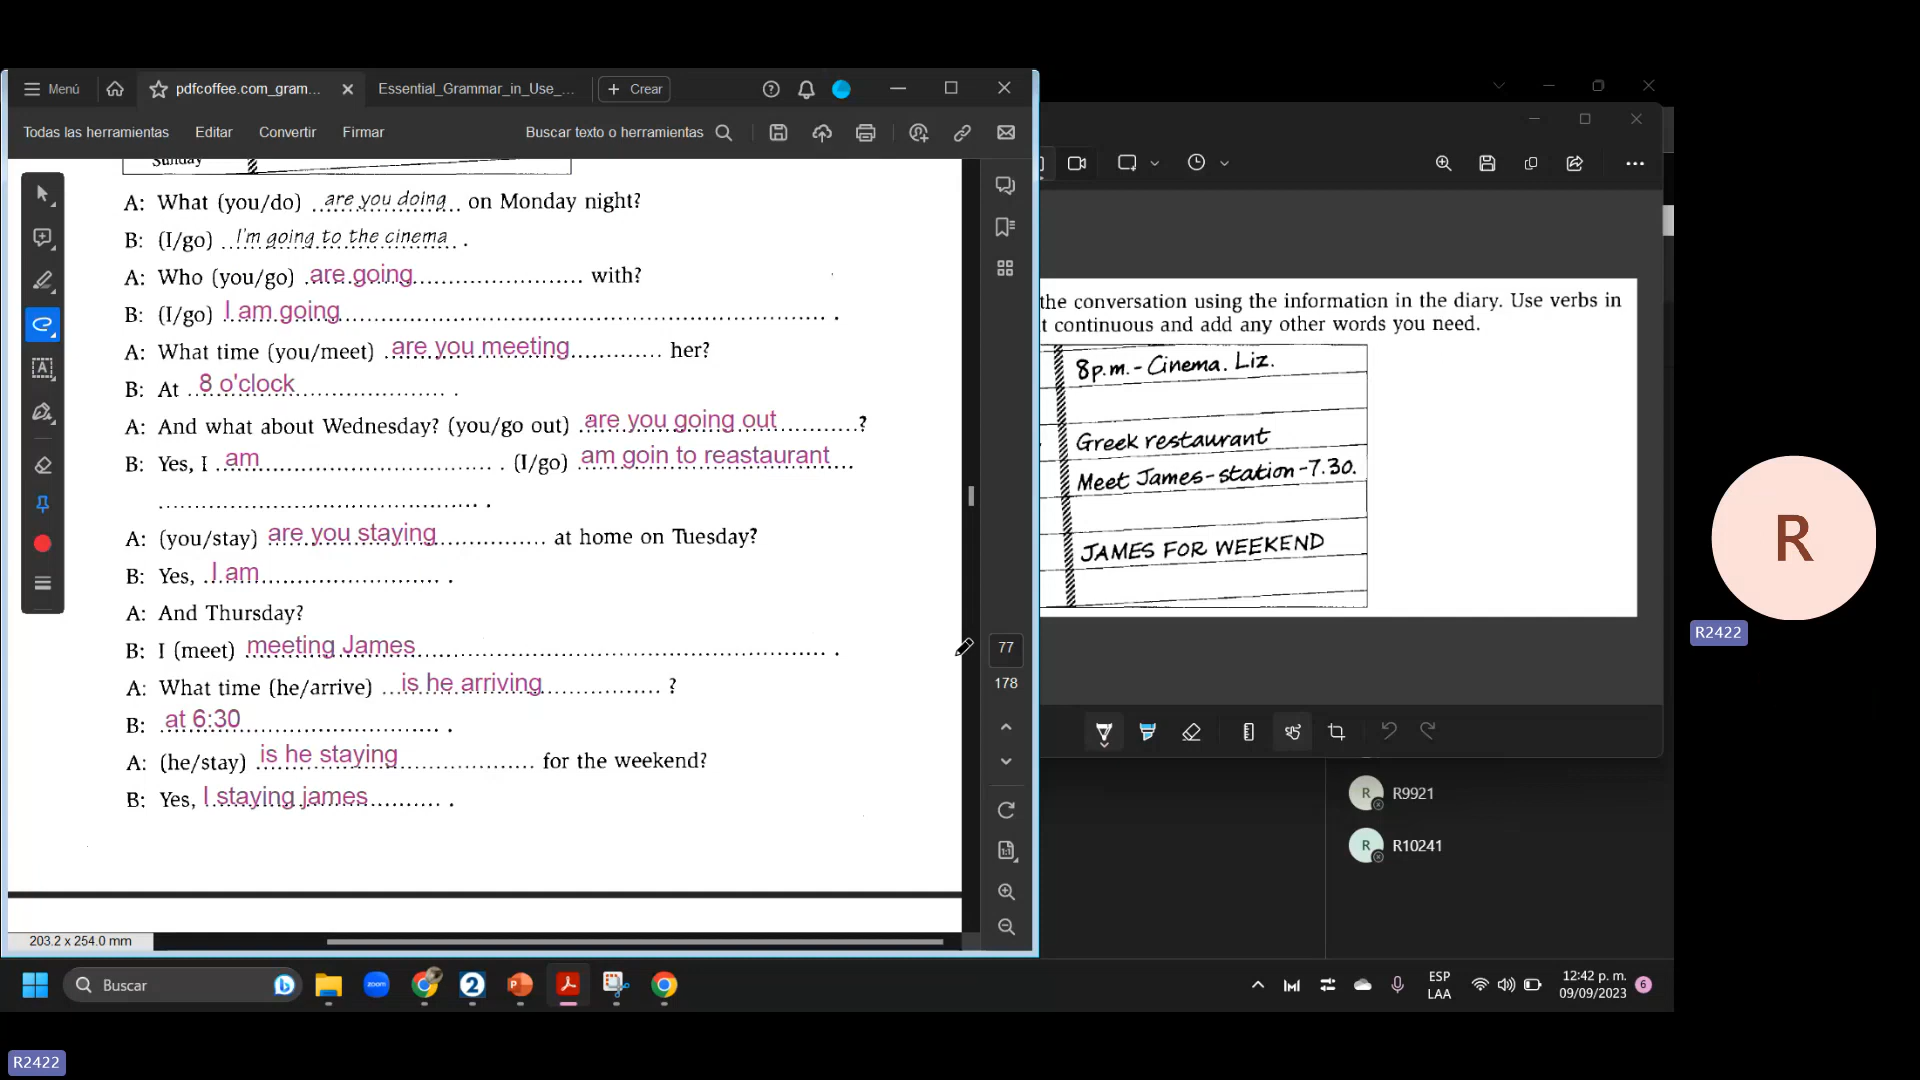 Menú
pdfcoffee.com_gram...
Essential_Grammar_in_Use_...
Crear
Todas las herramientas
Editar
Convertir
Firmar
Buscar texto o herramientas
Sunday
A: What (you/do) are you doing on Monday night?
B: (I/go) I'm going to the cinema.
A: Who (you/go) are going with?
B: (I/go) I am going .
A: What time (you/meet) are you meeting her?
B: At 8 o'clock .
A: And what about Wednesday? (you/go out) are you going out ?
B: Yes, I am . (I/go) am goin to reastaurant
.
A: (you/stay) are you staying at home on Tuesday?
B: Yes, I am .
A: And Thursday?
B: I (meet) meeting James .
A: What time (he/arrive) is he arriving ?
B: at 6:30 .
A: (he/stay) is he staying for the weekend?
B: Yes, I staying james .
77
178
203.2 x 254.0 mm
the conversation using the information in the diary. Use verbs in
t continuous and add any other words you need.
8p.m. - Cinema. Liz.
Greek restaurant
Meet James - station - 7.30.
JAMES FOR WEEKEND
R
R2422
R R9921
R R10241
Buscar
zoom
2
ESP
LAA
12:42 p. m.
09/09/2023
6
R2422